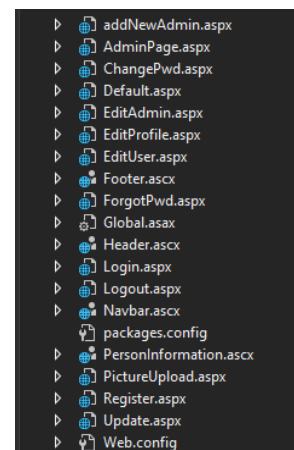 addNewAdmin.aspx
AdminPage.aspx
ChangePwd.aspx
Default.aspx
EditAdmin.aspx
EditProfile.aspx
EditUser.aspx
Footer.ascx
ForgotPwd.aspx
Global.asax
Header.ascx
Login.aspx
Logout.aspx
Navbar.ascx
packages.config
PersonInformation.ascx
PictureUpload.aspx
Register.aspx
Update.aspx
Web.config